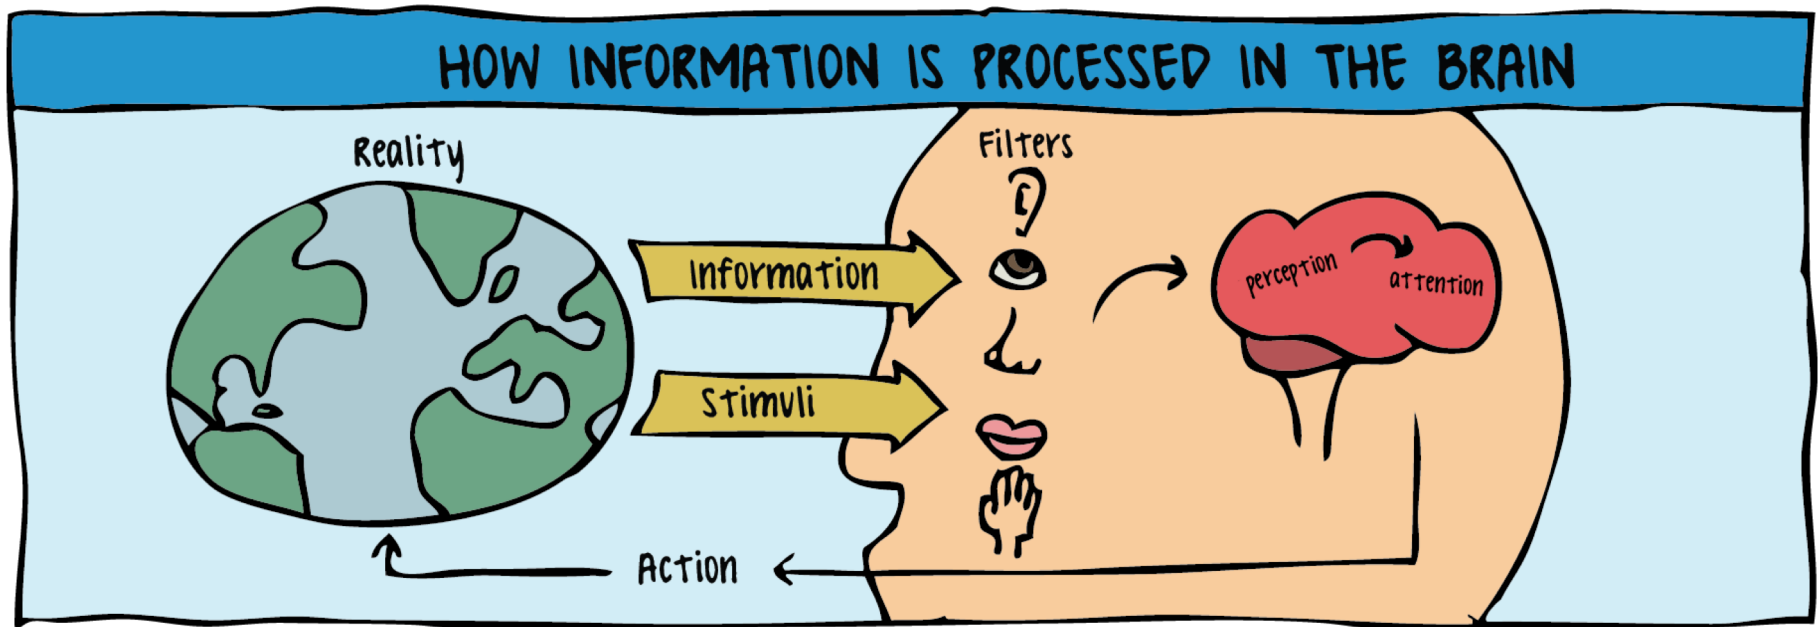 HOW INFORMATION IS PROCESSED IN THE BRAIN
Reality
Filters
Information
perception
attention
Stimuli
Action